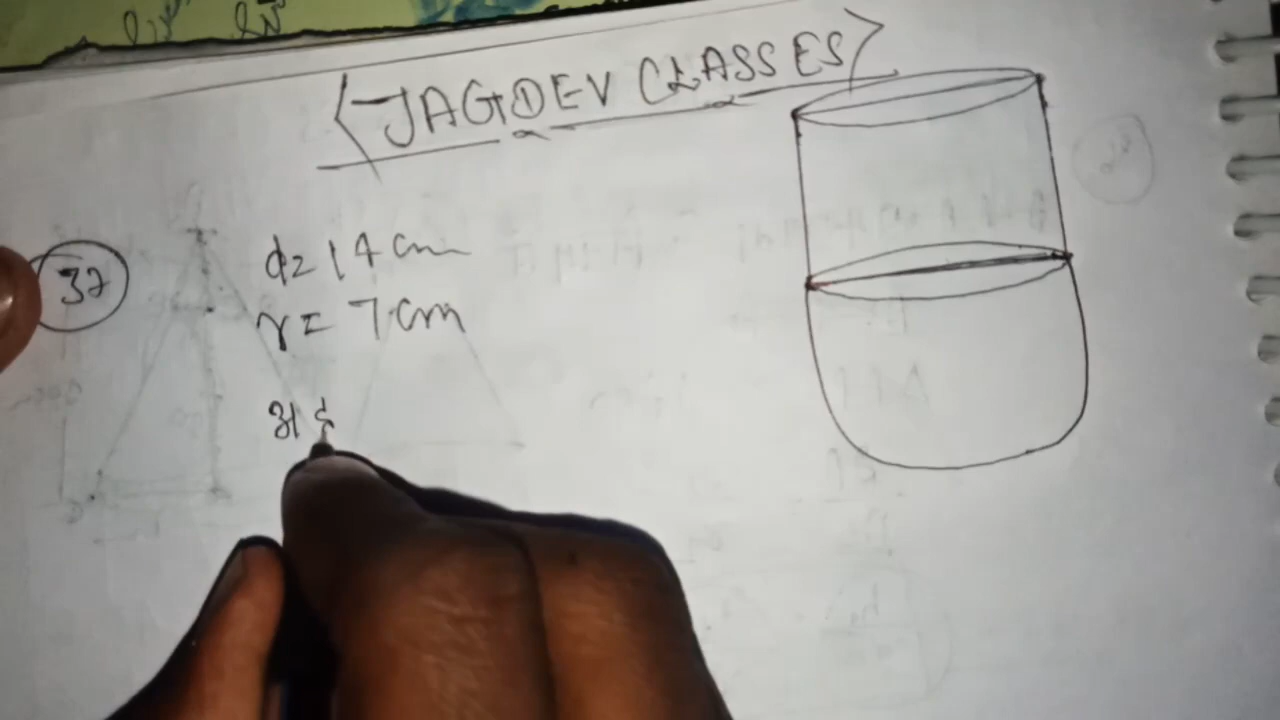 <JAGDEV CLASSES>
37
d = 14 cm
r = 7 cm